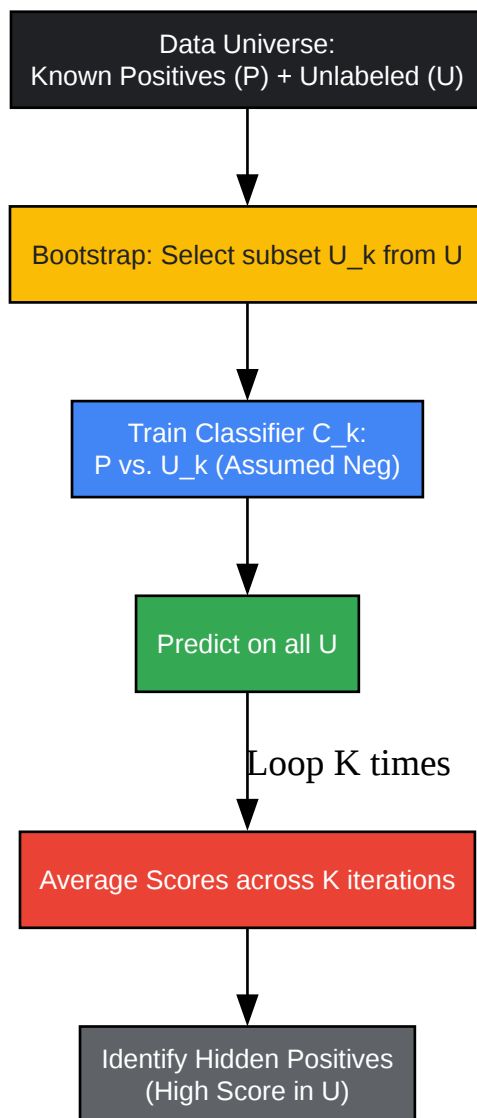 Data Universe:
Known Positives (P) + Unlabeled (U)
Bootstrap: Select subset U_k from U
Train Classifier C_k:
P vs. U_k (Assumed Neg)
Predict on all U
Loop K times
Average Scores across K iterations
Identify Hidden Positives
(High Score in U)